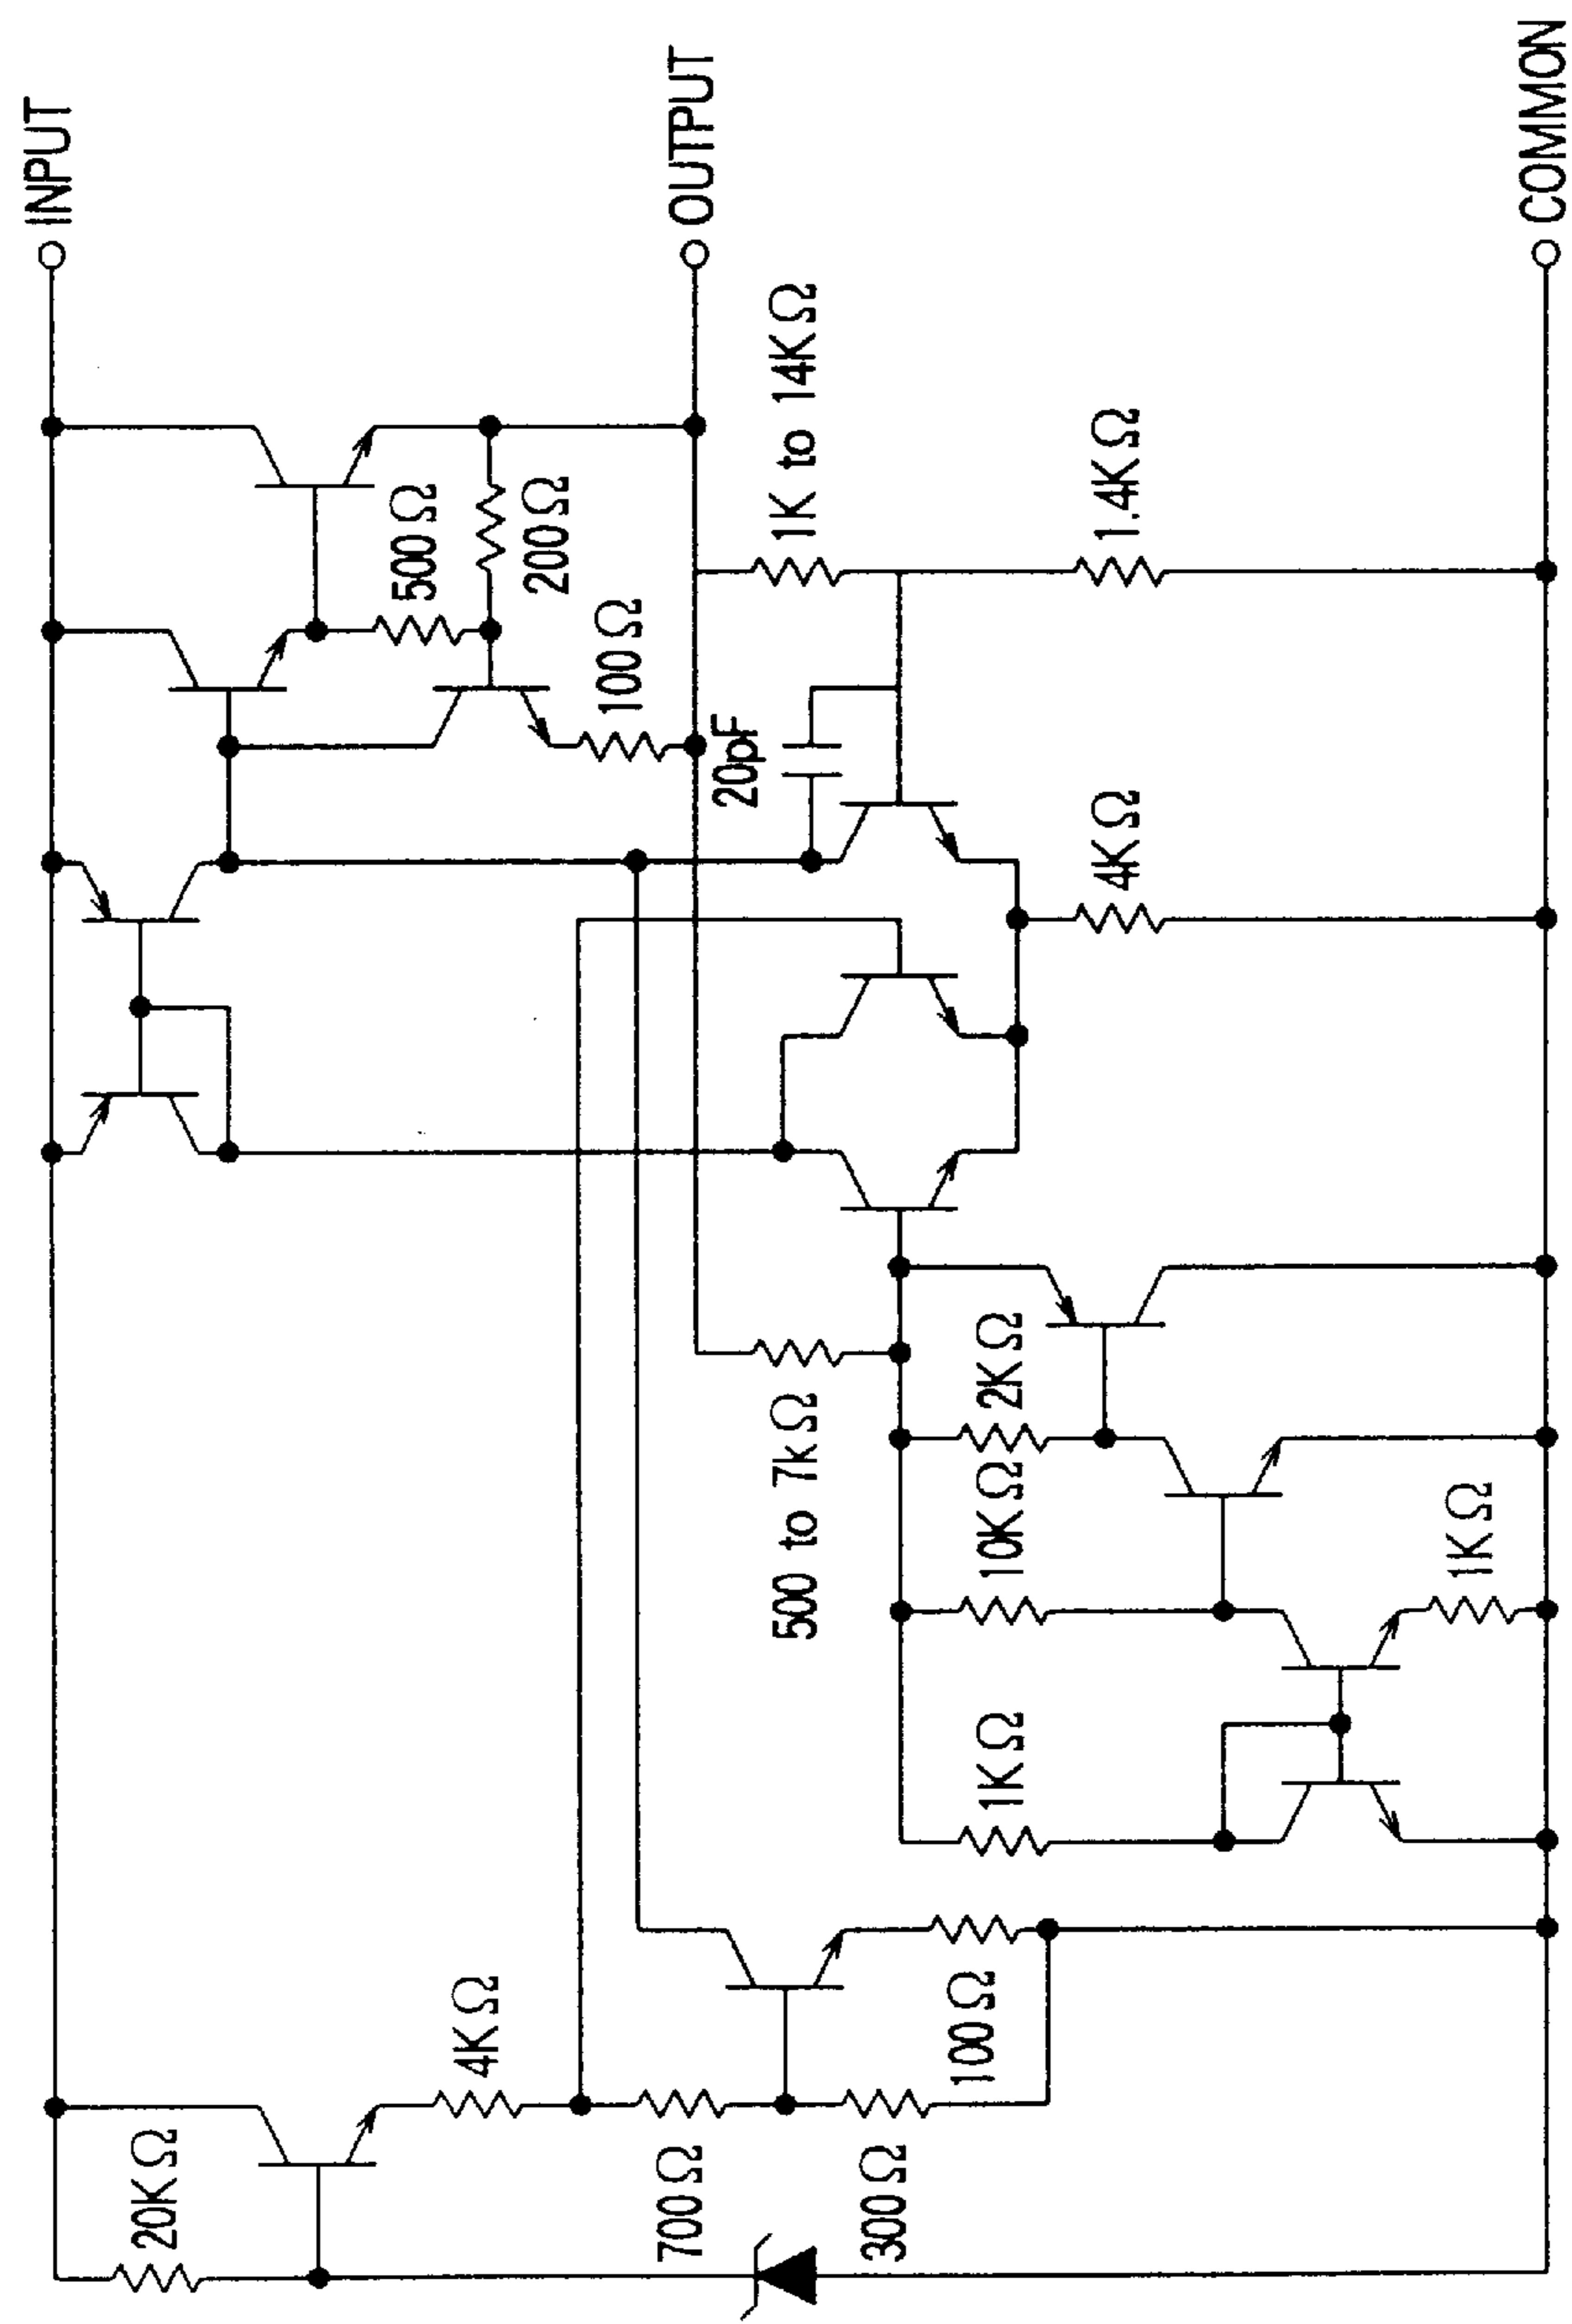 INPUT
20KΩ
500Ω
4KΩ
200Ω
100Ω
700Ω
OUTPUT
20pF
500 to 7kΩ
1K to 14KΩ
300Ω
100Ω
1KΩ
10KΩ
2KΩ
4KΩ
1.4KΩ
1KΩ
COMMON